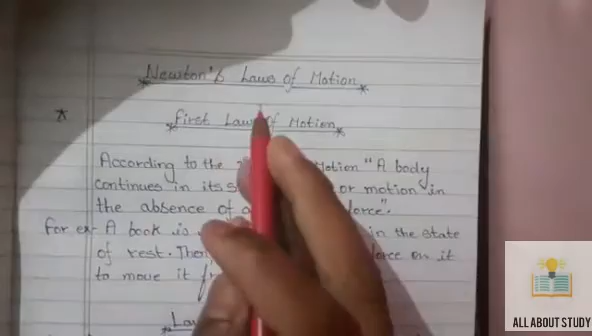 Newton's Laws of Motion
First Law of Motion
According to the Motion "A body
continues in its or motion in
the absence of force".
For ex- A book is in the state
of rest. on it
to move it
ALL ABOUT STUDY